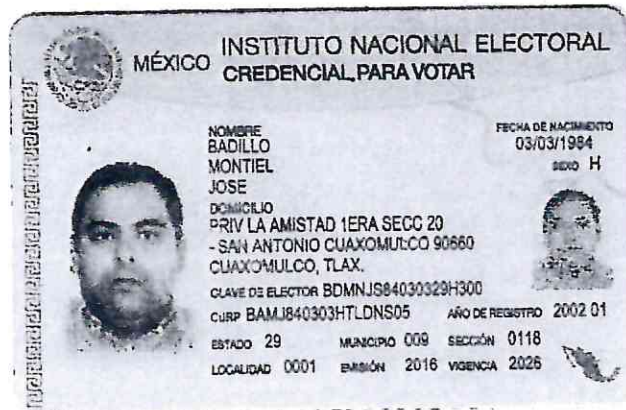 MÉXICO INSTITUTO NACIONAL ELECTORAL
CREDENCIAL PARA VOTAR
NOMBRE
BADILLO
MONTIEL
JOSE
FECHA DE NACIMIENTO
03/03/1984
SEXO H
DOMICILIO
PRIV LA AMISTAD 1ERA SECC 20
- SAN ANTONIO CUAXOMULCO 90660
CUAXOMULCO, TLAX.
CLAVE DE ELECTOR BDMNJS84030329H300
CURP BAMJ840303HTLDNS05 AÑO DE REGISTRO 2002 01
ESTADO 29 MUNICIPIO 009 SECCIÓN 0118
LOCALIDAD 0001 EMISIÓN 2016 VIGENCIA 2026